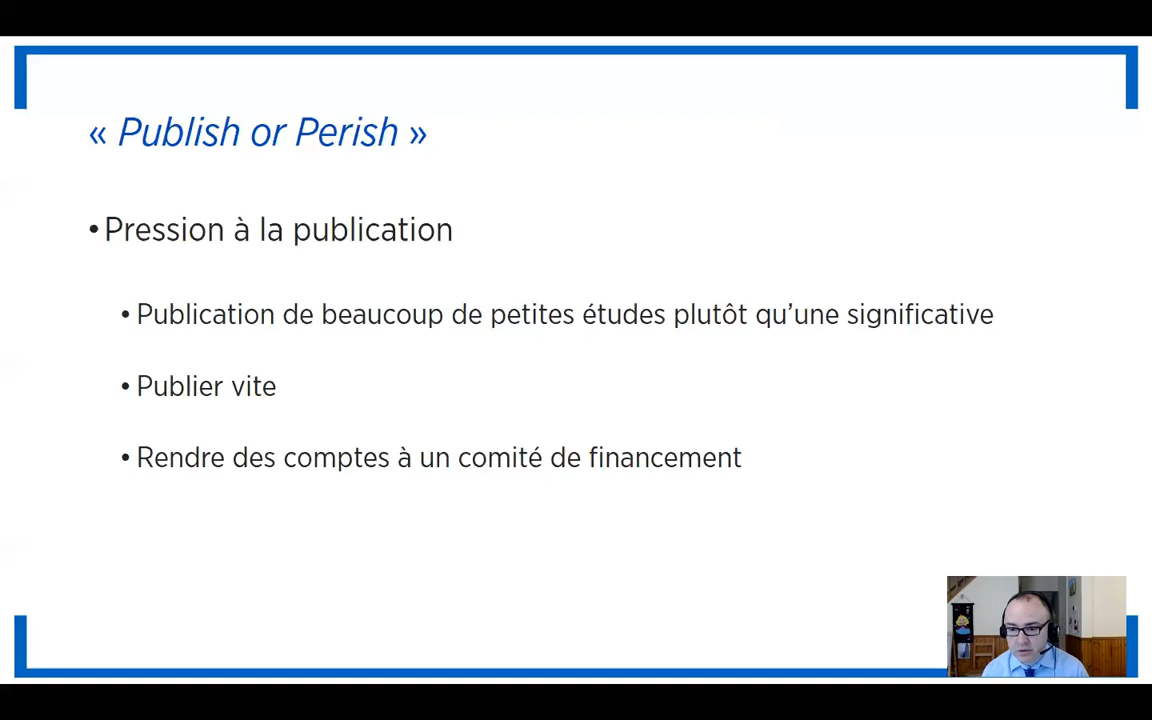 « Publish or Perish »
• Pression à la publication
• Publication de beaucoup de petites études plutôt qu’une significative
• Publier vite
• Rendre des comptes à un comité de financement